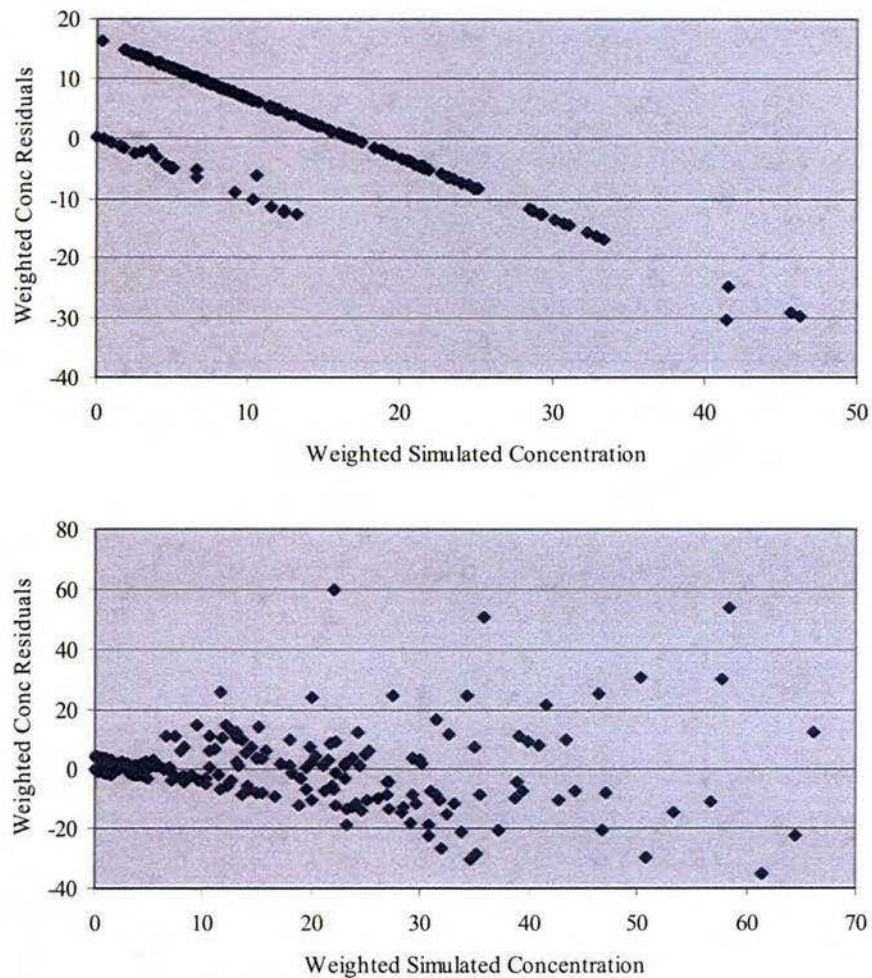 20
10
0
-10
-20
-30
-40
Weighted Conc Residuals
0 10 20 30 40 50
Weighted Simulated Concentration
80
60
40
20
0
-20
-40
Weighted Conc Residuals
0 10 20 30 40 50 60 70
Weighted Simulated Concentration